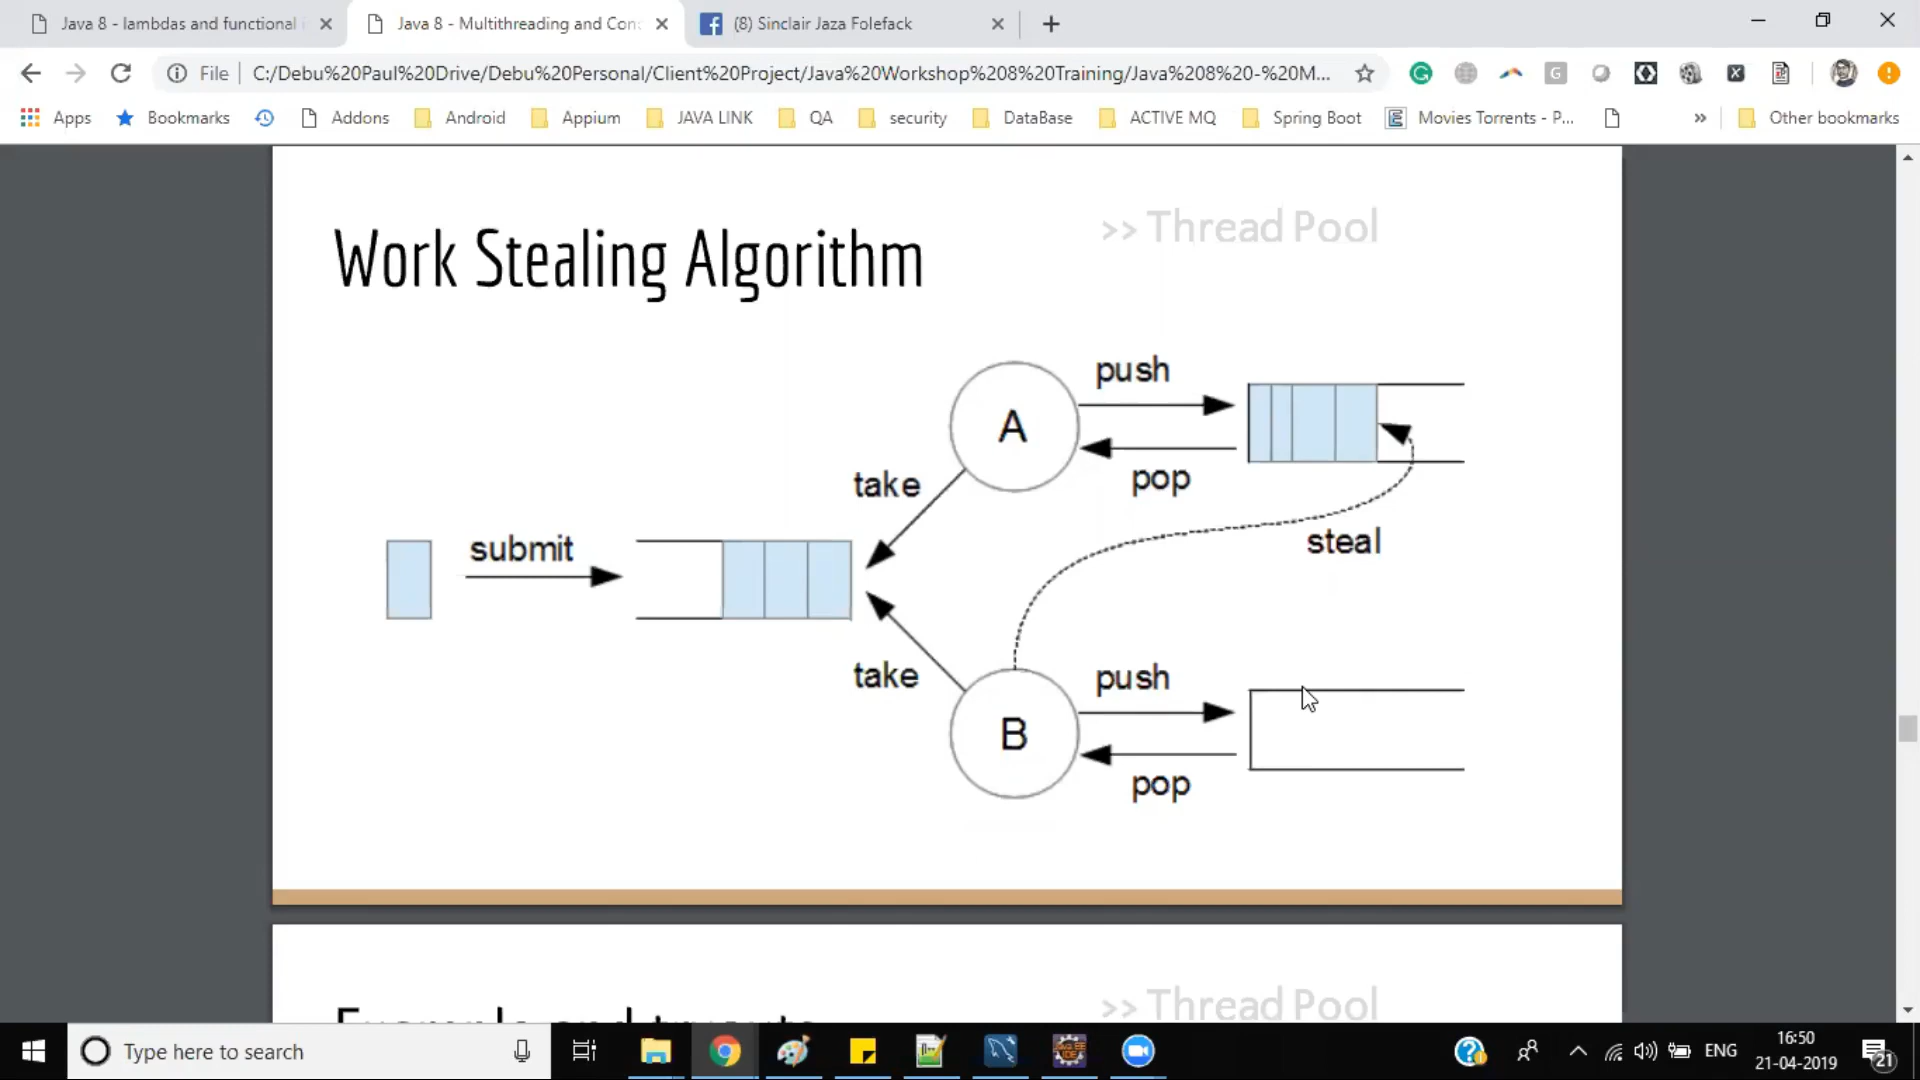 Java 8 - lambdas and functional
Java 8 - Multithreading and Con
(8) Sinclair Jaza Folefack
File
C:/Debu%20Paul%20Drive/Debu%20Personal/Client%20Project/Java%20Workshop%208%20Training/Java%208%20-%20M...
Apps
Bookmarks
Addons
Android
Appium
JAVA LINK
QA
security
DataBase
ACTIVE MQ
Spring Boot
Movies Torrents - P...
»
Other bookmarks
>> Thread Pool
Work Stealing Algorithm
push
A
pop
take
submit
steal
take
push
B
pop
>> Thread Pool
Type here to search
ENG
16:50
21-04-2019
21